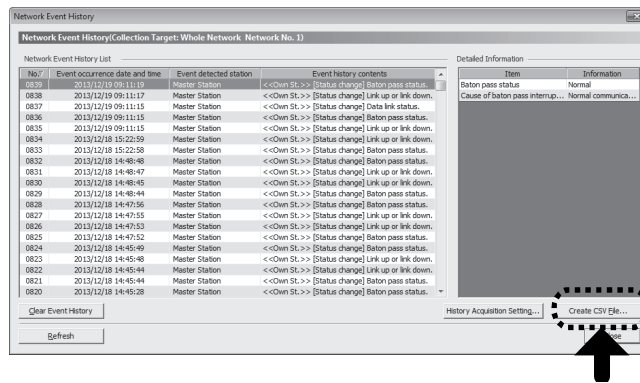 Network Event History
Network Event History(Collection Target: Whole Network Network No. 1)
Network Event History List
Detailed Information
No. Event occurrence date and time Event detected station Event history contents
Item Information
0839 2013/12/19 09:11:19 Master Station <<Own St.>> [Status change] Baton pass status.
Baton pass status Normal
0838 2013/12/19 09:11:17 Master Station <<Own St.>> [Status change] Link up or link down.
Cause of baton pass interrup... Normal communica...
0837 2013/12/19 09:11:15 Master Station <<Own St.>> [Status change] Data link status.
0836 2013/12/19 09:11:15 Master Station <<Own St.>> [Status change] Baton pass status.
0835 2013/12/19 09:11:15 Master Station <<Own St.>> [Status change] Link up or link down.
0834 2013/12/18 15:22:59 Master Station <<Own St.>> [Status change] Link up or link down.
0833 2013/12/18 15:22:58 Master Station <<Own St.>> [Status change] Baton pass status.
0832 2013/12/18 14:48:48 Master Station <<Own St.>> [Status change] Baton pass status.
0831 2013/12/18 14:48:47 Master Station <<Own St.>> [Status change] Link up or link down.
0830 2013/12/18 14:48:45 Master Station <<Own St.>> [Status change] Link up or link down.
0829 2013/12/18 14:48:44 Master Station <<Own St.>> [Status change] Baton pass status.
0828 2013/12/18 14:47:56 Master Station <<Own St.>> [Status change] Baton pass status.
0827 2013/12/18 14:47:55 Master Station <<Own St.>> [Status change] Link up or link down.
0826 2013/12/18 14:47:53 Master Station <<Own St.>> [Status change] Link up or link down.
0825 2013/12/18 14:47:52 Master Station <<Own St.>> [Status change] Baton pass status.
0824 2013/12/18 14:45:49 Master Station <<Own St.>> [Status change] Baton pass status.
0823 2013/12/18 14:45:48 Master Station <<Own St.>> [Status change] Link up or link down.
0822 2013/12/18 14:45:44 Master Station <<Own St.>> [Status change] Link up or link down.
0821 2013/12/18 14:45:44 Master Station <<Own St.>> [Status change] Baton pass status.
0820 2013/12/18 14:45:28 Master Station <<Own St.>> [Status change] Baton pass status.
Clear Event History
History Acquisition Setting...
Create CSV File...
Refresh